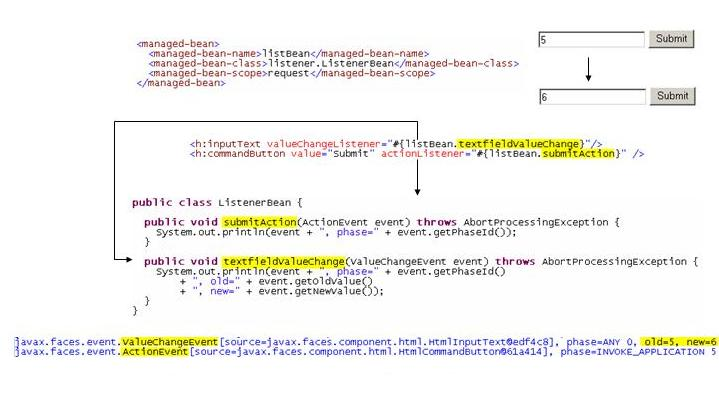 <managed-bean>
<managed-bean-name>listBean</managed-bean-name>
<managed-bean-class>listener.ListenerBean</managed-bean-class>
<managed-bean-scope>request</managed-bean-scope>
</managed-bean>
5 Submit
6 Submit
<h:inputText valueChangeListener="#{listBean.textfieldValueChange}"/>
<h:commandButton value="Submit" actionListener="#{listBean.submitAction}" />
public class ListenerBean {
public void submitAction(ActionEvent event) throws AbortProcessingException {
System.out.println(event + ", phase=" + event.getPhaseId());
}
public void textfieldValueChange(ValueChangeEvent event) throws AbortProcessingException {
System.out.println(event + ", phase=" + event.getPhaseId()
+ ", old=" + event.getOldValue()
+ ", new=" + event.getNewValue());
}
}
javax.faces.event.ValueChangeEvent[source=javax.faces.component.html.HtmlInputText@edf4c8], phase=ANY 0, old=5, new=6
javax.faces.event.ActionEvent[source=javax.faces.component.html.HtmlCommandButton@61a414], phase=INVOKE_APPLICATION 5